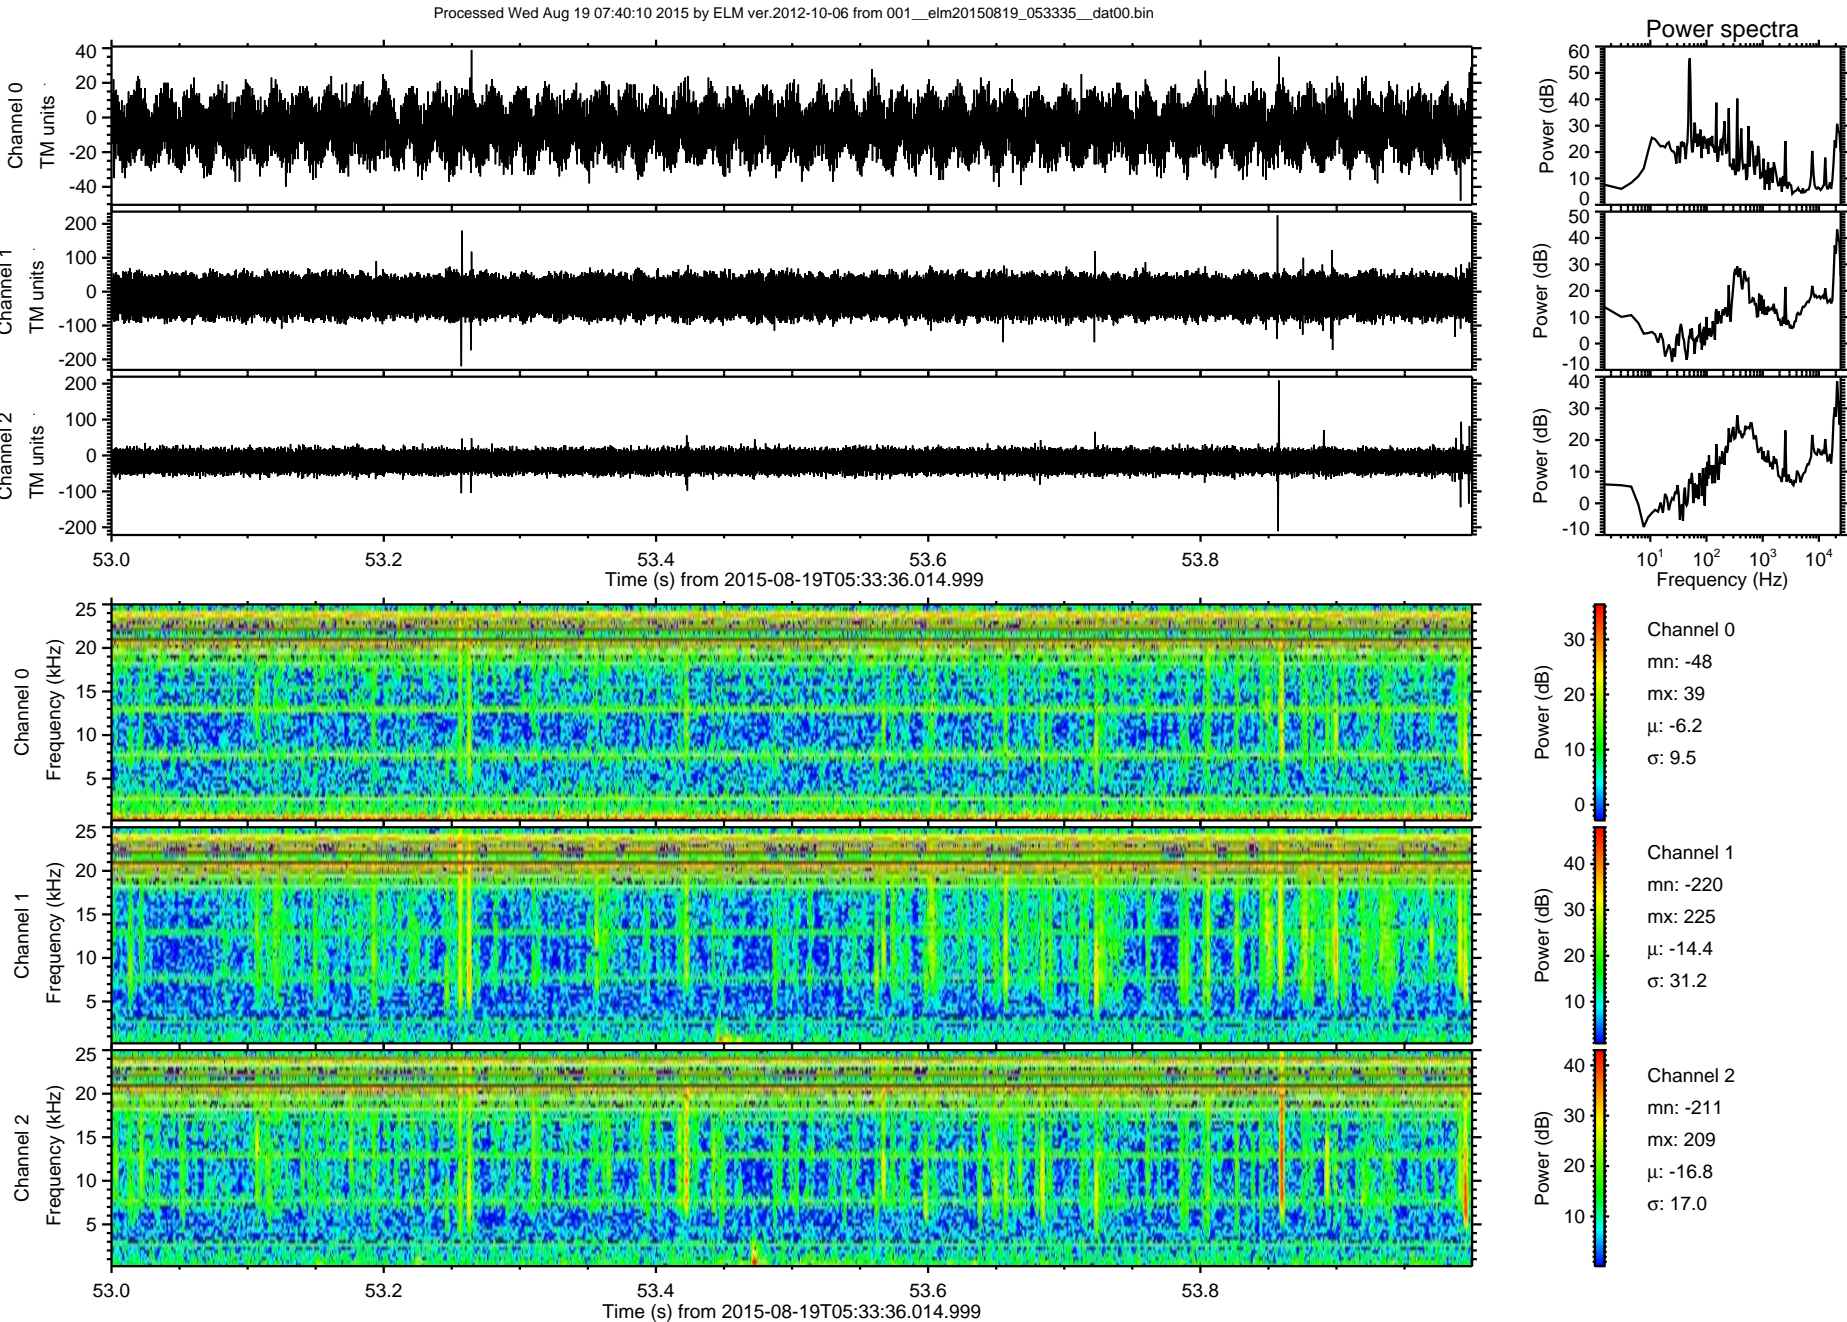 Processed Wed Aug 19 07:40:10 2015 by ELM ver.2012-10-06 from 001__elm20150819_053335__dat00.bin
Power spectra
Channel 0
TM units
40
20
0
-20
-40
Power (dB)
60
50
40
30
20
10
0
Channel 1
TM units
200
100
0
-100
-200
Power (dB)
50
40
30
20
10
0
-10
Channel 2
TM units
200
100
0
-100
-200
Power (dB)
40
30
20
10
0
-10
53.0 53.2 53.4 53.6 53.8
Time (s) from 2015-08-19T05:33:36.014.999
10¹ 10² 10³ 10⁴
Frequency (Hz)
Channel 0
Frequency (kHz)
25
20
15
10
5
Power (dB)
30
20
10
0
Channel 0
mn: -48
mx: 39
μ: -6.2
σ: 9.5
Channel 1
Frequency (kHz)
25
20
15
10
5
Power (dB)
40
30
20
10
Channel 1
mn: -220
mx: 225
μ: -14.4
σ: 31.2
Channel 2
Frequency (kHz)
25
20
15
10
5
Power (dB)
40
30
20
10
Channel 2
mn: -211
mx: 209
μ: -16.8
σ: 17.0
53.0 53.2 53.4 53.6 53.8
Time (s) from 2015-08-19T05:33:36.014.999